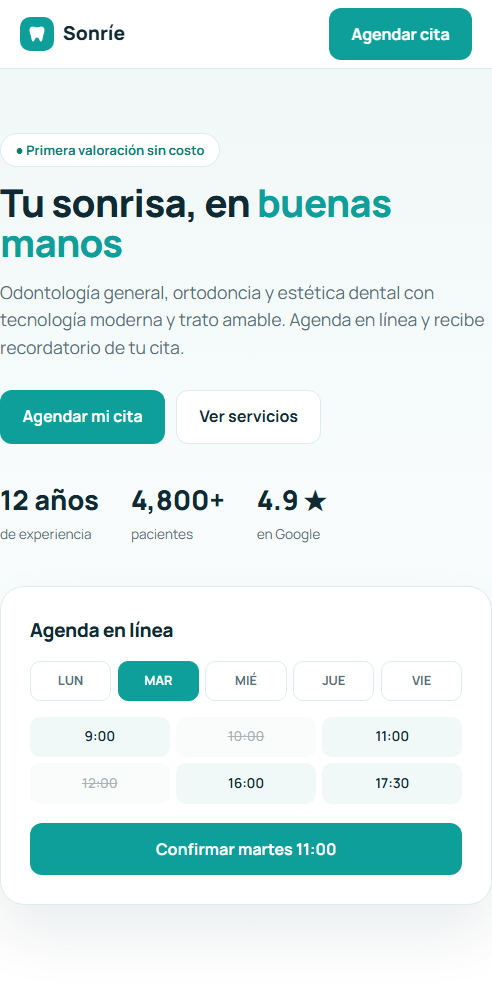 Sonríe
Agendar cita
Primera valoración sin costo
Tu sonrisa, en buenas
manos
Odontología general, ortodoncia y estética dental con
tecnología moderna y trato amable. Agenda en línea y recibe
recordatorio de tu cita.
Agendar mi cita
Ver servicios
12 años
4,800+
4.9 ★
de experiencia
pacientes
en Google
Agenda en línea
LUN
MAR
MIÉ
JUE
VIE
9:00
10:00
11:00
12:00
16:00
17:30
Confirmar martes 11:00